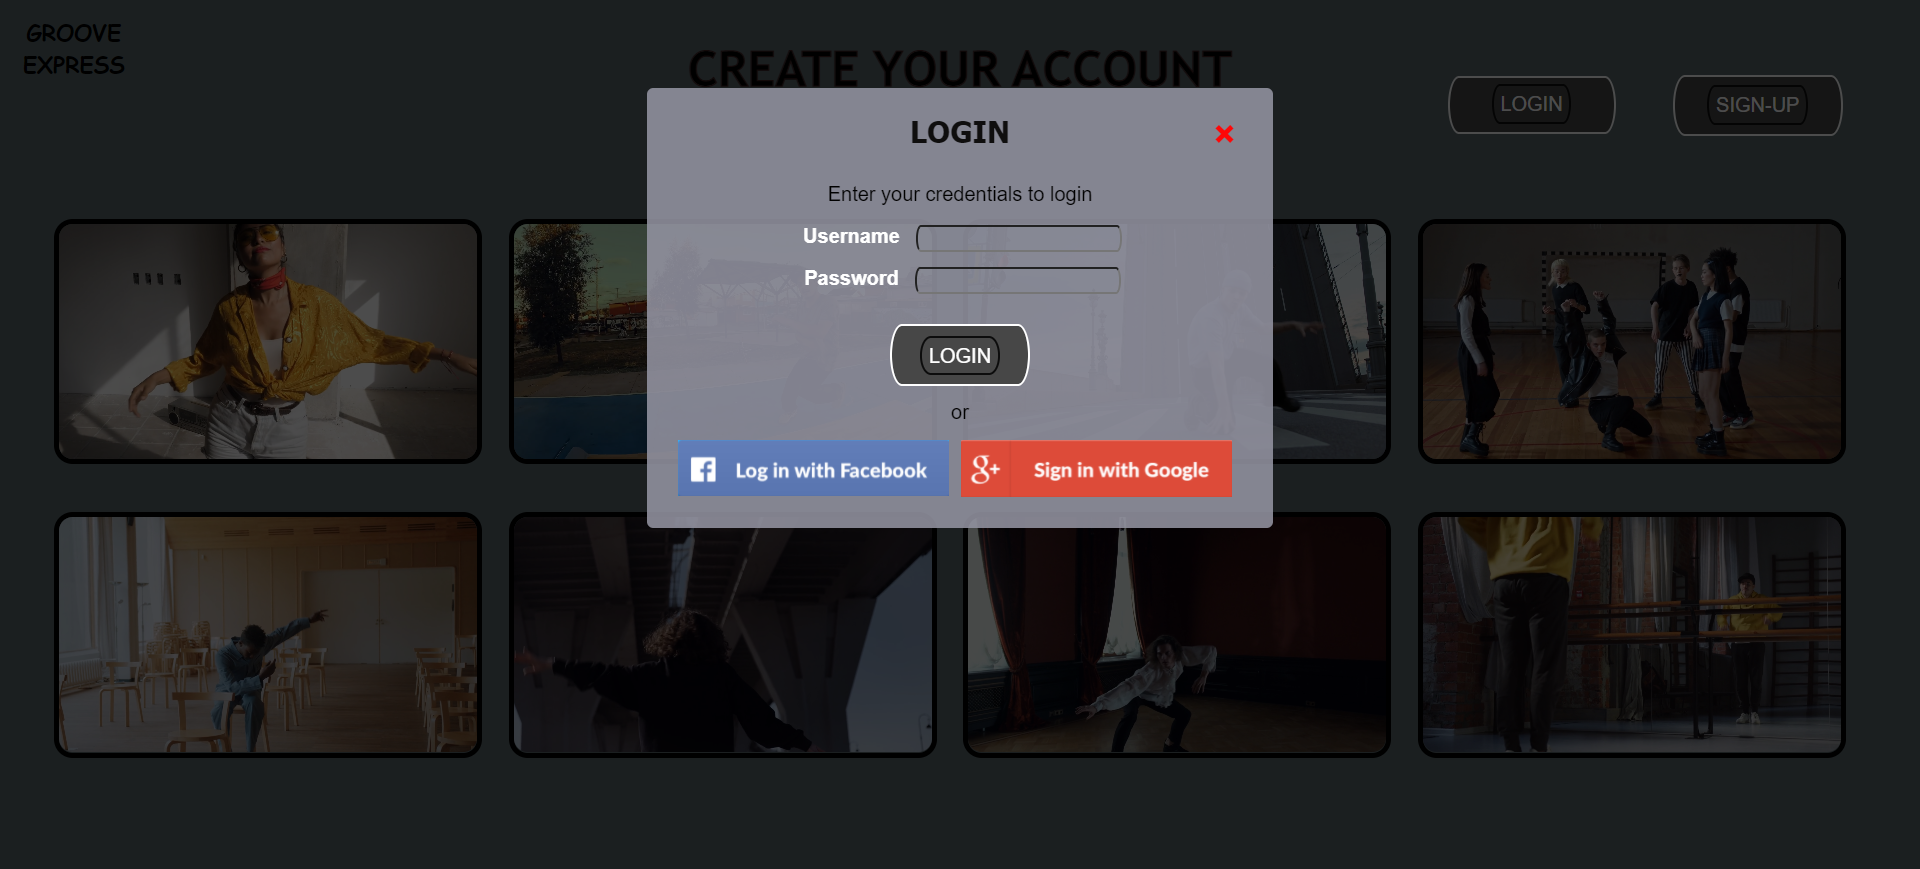 GROOVE
EXPRESS
CREATE YOUR ACCOUNT
LOGIN
SIGN-UP
LOGIN
Enter your credentials to login
Username
Password
LOGIN
or
Log in with Facebook
g+ Sign in with Google